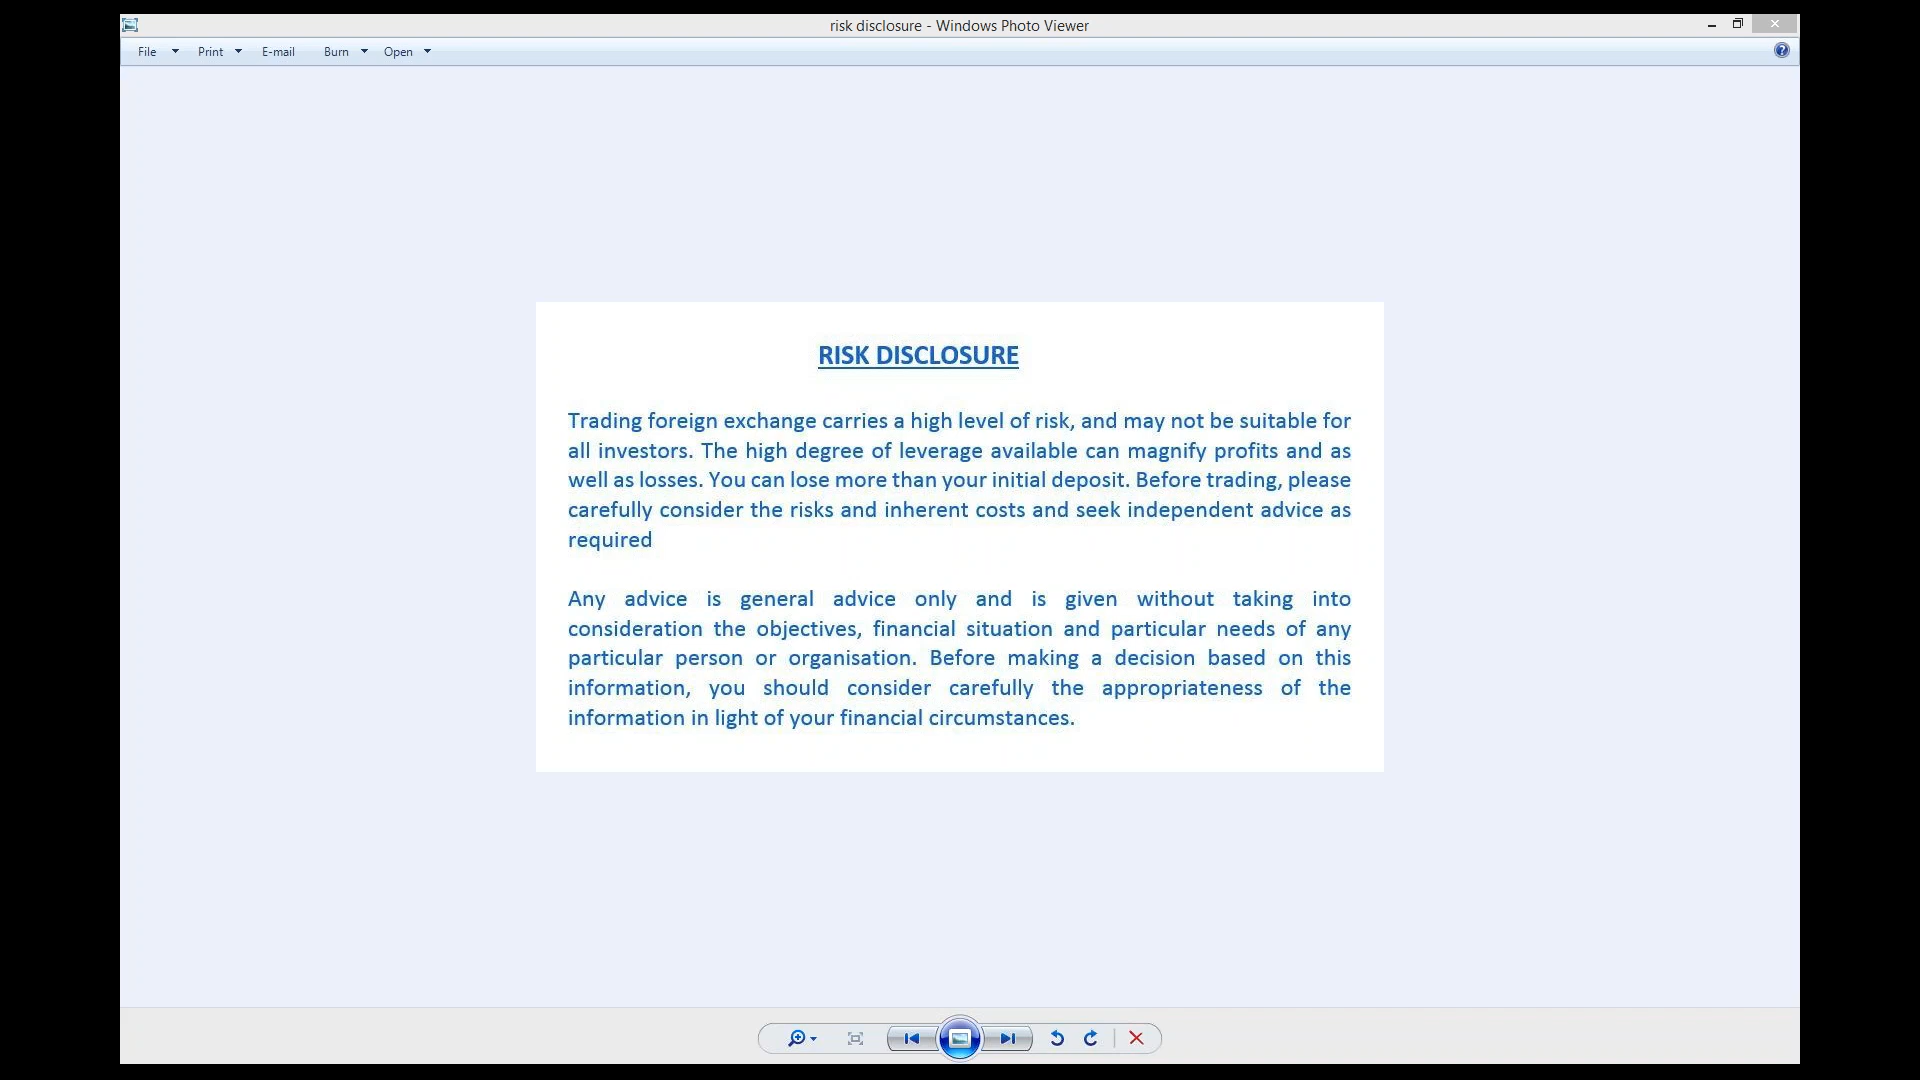 risk disclosure - Windows Photo Viewer
File Print E-mail Burn Open
RISK DISCLOSURE
Trading foreign exchange carries a high level of risk, and may not be suitable for
all investors. The high degree of leverage available can magnify profits and as
well as losses. You can lose more than your initial deposit. Before trading, please
carefully consider the risks and inherent costs and seek independent advice as
required
Any advice is general advice only and is given without taking into
consideration the objectives, financial situation and particular needs of any
particular person or organisation. Before making a decision based on this
information, you should consider carefully the appropriateness of the
information in light of your financial circumstances.